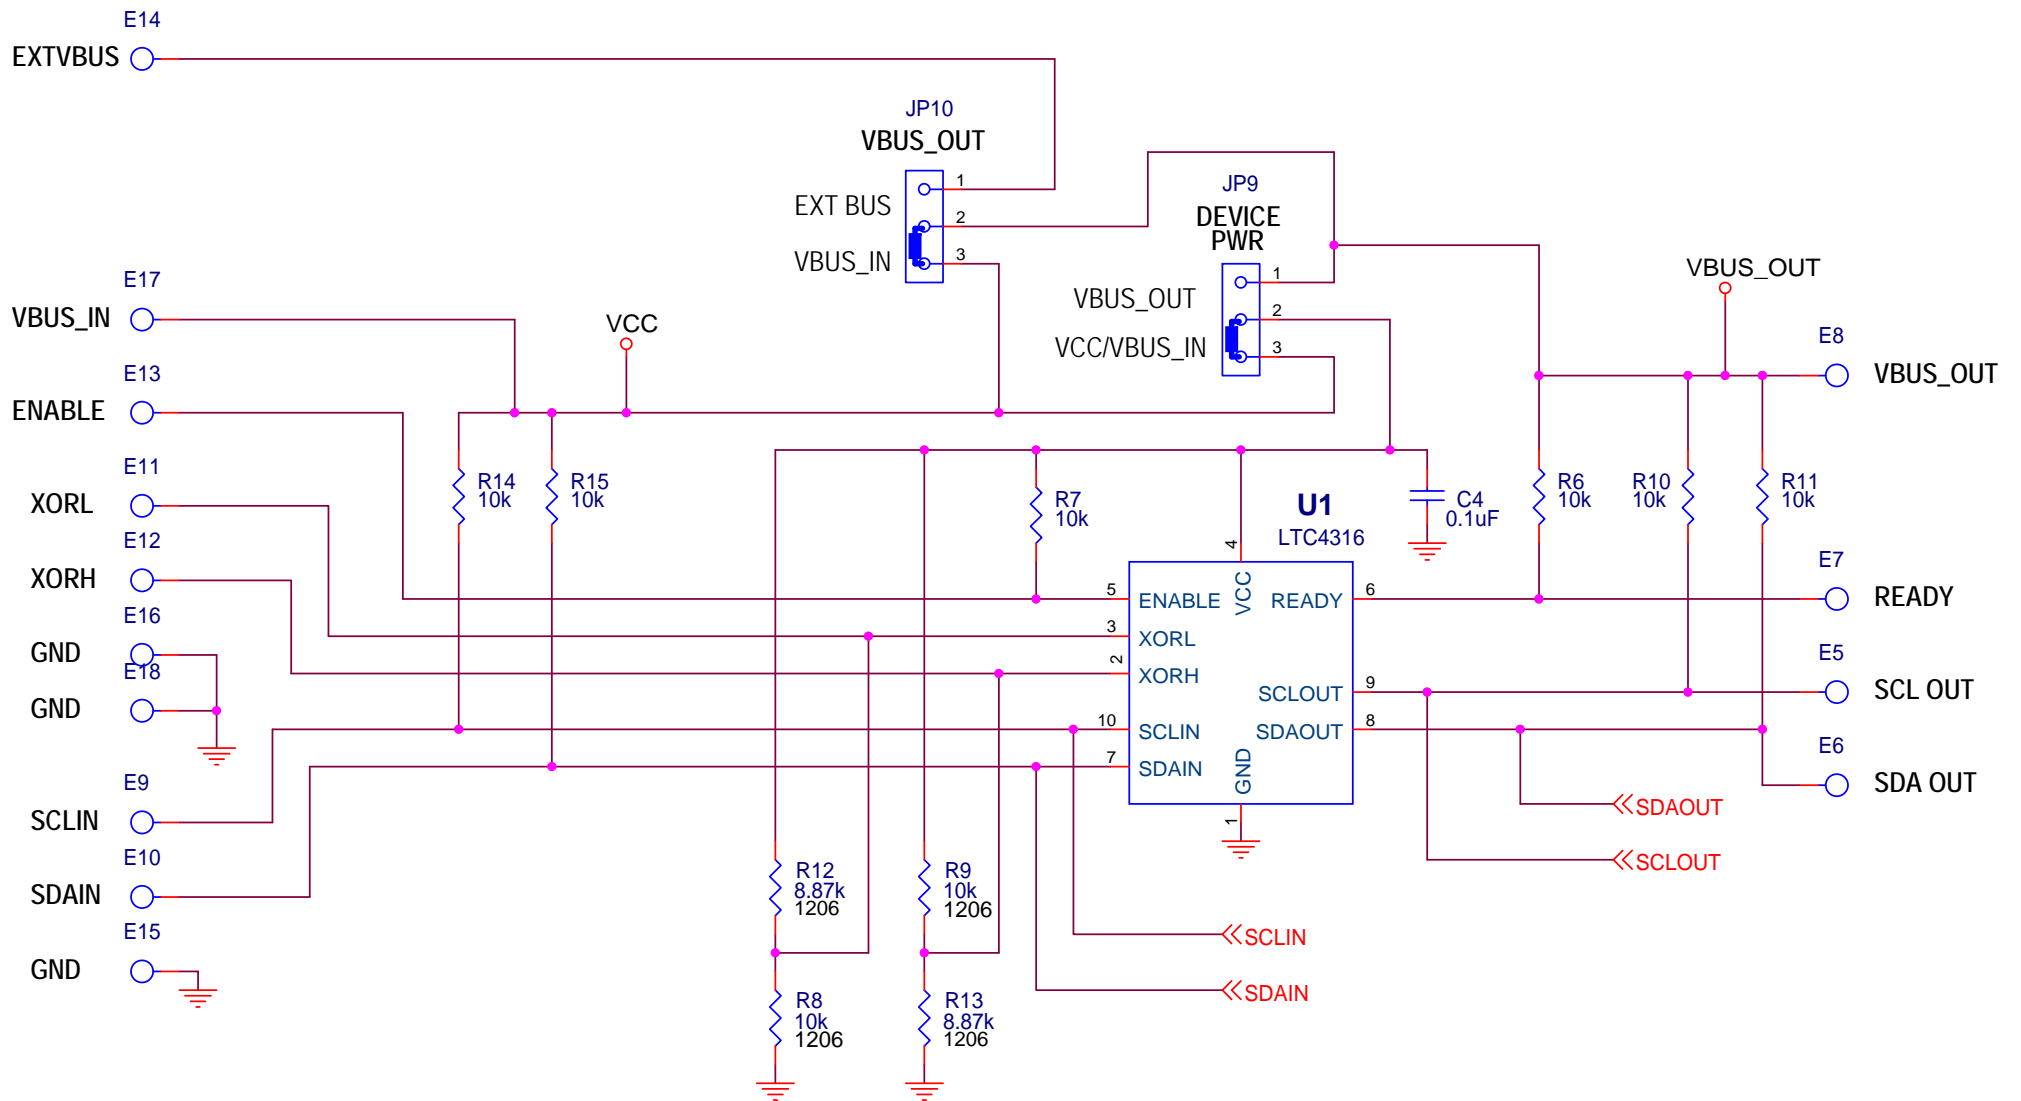 E14
EXTVBUS
JP10
VBUS_OUT
1
EXT BUS
2
VBUS_IN
3
JP9
DEVICE
PWR
1
VBUS_OUT
2
VCC/VBUS_IN
3
VBUS_OUT
E17
VBUS_IN
VCC
E8
VBUS_OUT
E13
ENABLE
E11
XORL
E12
XORH
E16
GND
E18
GND
E9
SCLIN
E10
SDAIN
E15
GND
R14
10k
R15
10k
R7
10k
U1
LTC4316
C4
0.1uF
R6
10k
R10
10k
R11
10k
4
VCC
5
ENABLE
3
XORL
2
XORH
10
SCLIN
7
SDAIN
READY
6
SCLOUT
9
SDAOUT
8
GND
1
E7
READY
E5
SCL OUT
E6
SDA OUT
SDAOUT
SCLOUT
R12
8.87k
1206
R9
10k
1206
SCLIN
SDAIN
R8
10k
1206
R13
8.87k
1206